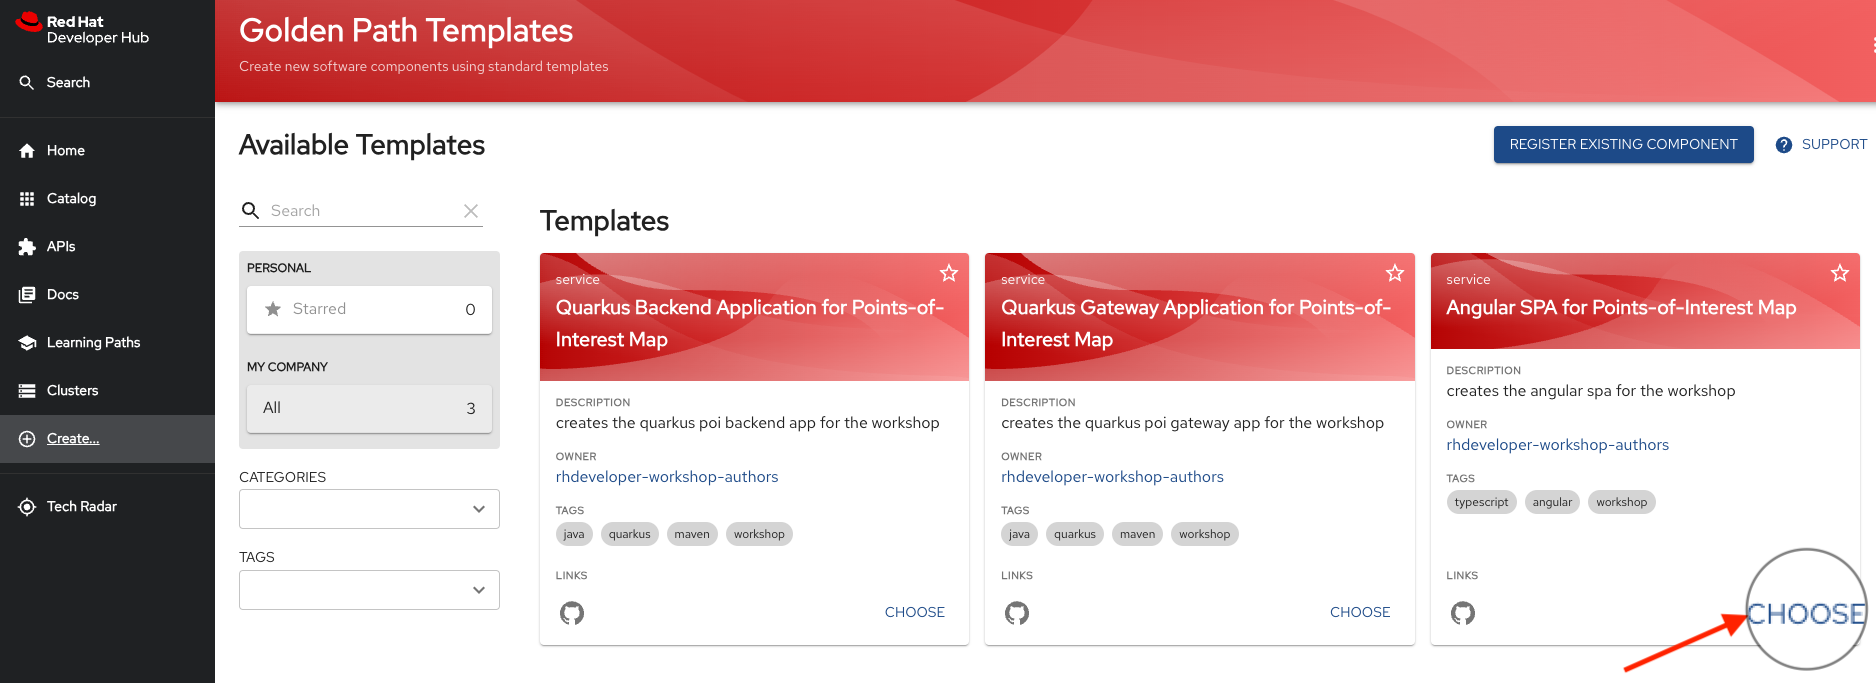 Red Hat
Developer Hub
Search
Home
Catalog
APIs
Docs
Learning Paths
Clusters
Create...
Tech Radar
Golden Path Templates
Create new software components using standard templates
Available Templates
REGISTER EXISTING COMPONENT
SUPPORT
Search
PERSONAL
Starred 0
MY COMPANY
All 3
CATEGORIES
TAGS
Templates
service
Quarkus Backend Application for Points-of-
Interest Map
DESCRIPTION
creates the quarkus poi backend app for the workshop
OWNER
rhdeveloper-workshop-authors
TAGS
java quarkus maven workshop
LINKS
CHOOSE
service
Quarkus Gateway Application for Points-of-
Interest Map
DESCRIPTION
creates the quarkus poi gateway app for the workshop
OWNER
rhdeveloper-workshop-authors
TAGS
java quarkus maven workshop
LINKS
CHOOSE
service
Angular SPA for Points-of-Interest Map
DESCRIPTION
creates the angular spa for the workshop
OWNER
rhdeveloper-workshop-authors
TAGS
typescript angular workshop
LINKS
CHOOSE